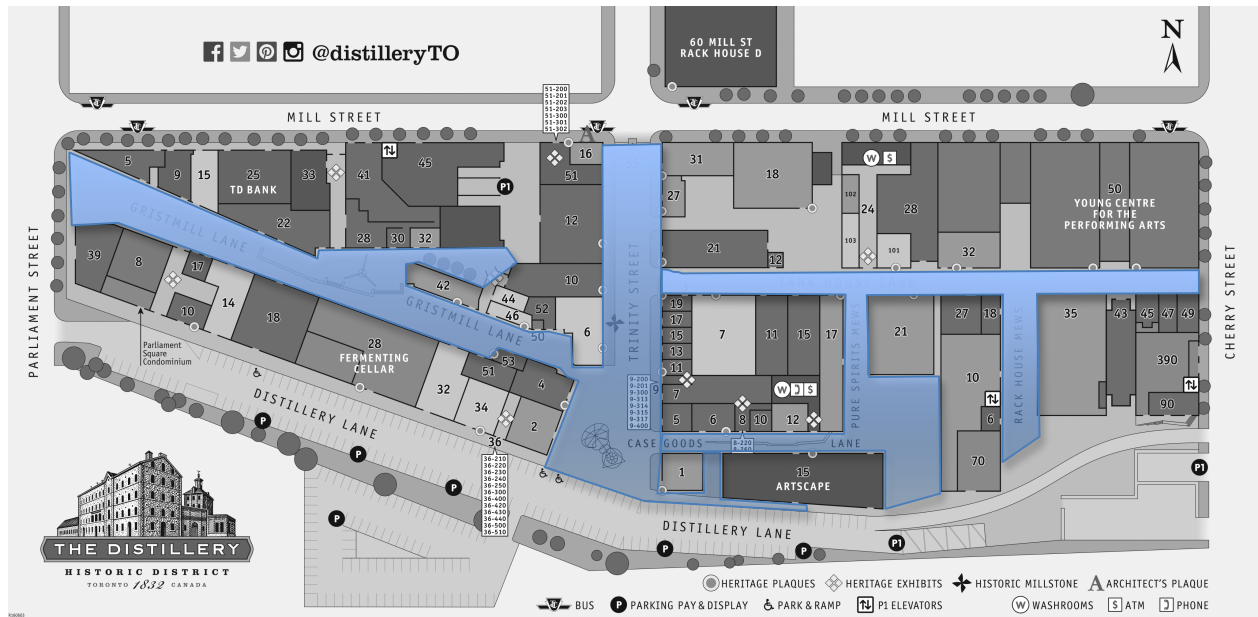 @distilleryTO
60 MILL ST
RACK HOUSE D
N
MILL STREET
MILL STREET
51-200
51-201
51-202
51-203
51-300
51-301
51-302
A
5
9
15
25
TD BANK
33
41
45
P1
16
51
12
22
28
30
32
10
31
27
18
21
12
W $
102
103
24
28
101
32
50
YOUNG CENTRE
FOR THE
PERFORMING ARTS
PARLIAMENT STREET
GRISTMILL LANE
39
8
17
10
14
18
28
FERMENTING
CELLAR
32
34
36
42
44
46
52
50
6
GRISTMILL LANE
53
51
4
2
TRINITY STREET
19
17
15
13
11
7
5
7
11
15
17
W $
6
8
10
12
PURE SPIRITS MEWS
21
27
18
10
6
70
RACK HOUSE MEWS
35
43
45
47
49
390
90
CHERRY STREET
Parliament
Square
Condominium
DISTILLERY LANE
9
9-200
9-201
9-300
9-311
9-314
9-315
9-317
9-400
CASE GOODS LANE
8-220
1
15
ARTSCAPE
36-210
36-220
36-230
36-240
36-250
36-300
36-400
36-420
36-430
36-440
36-500
36-510
DISTILLERY LANE
P
P
P
P
P
P
P1
P1
THE DISTILLERY
HISTORIC DISTRICT
TORONTO 1832 CANADA
HERITAGE PLAQUES HERITAGE EXHIBITS HISTORIC MILLSTONE A ARCHITECT'S PLAQUE
BUS P PARKING PAY & DISPLAY PARK & RAMP P1 ELEVATORS W WASHROOMS $ ATM PHONE